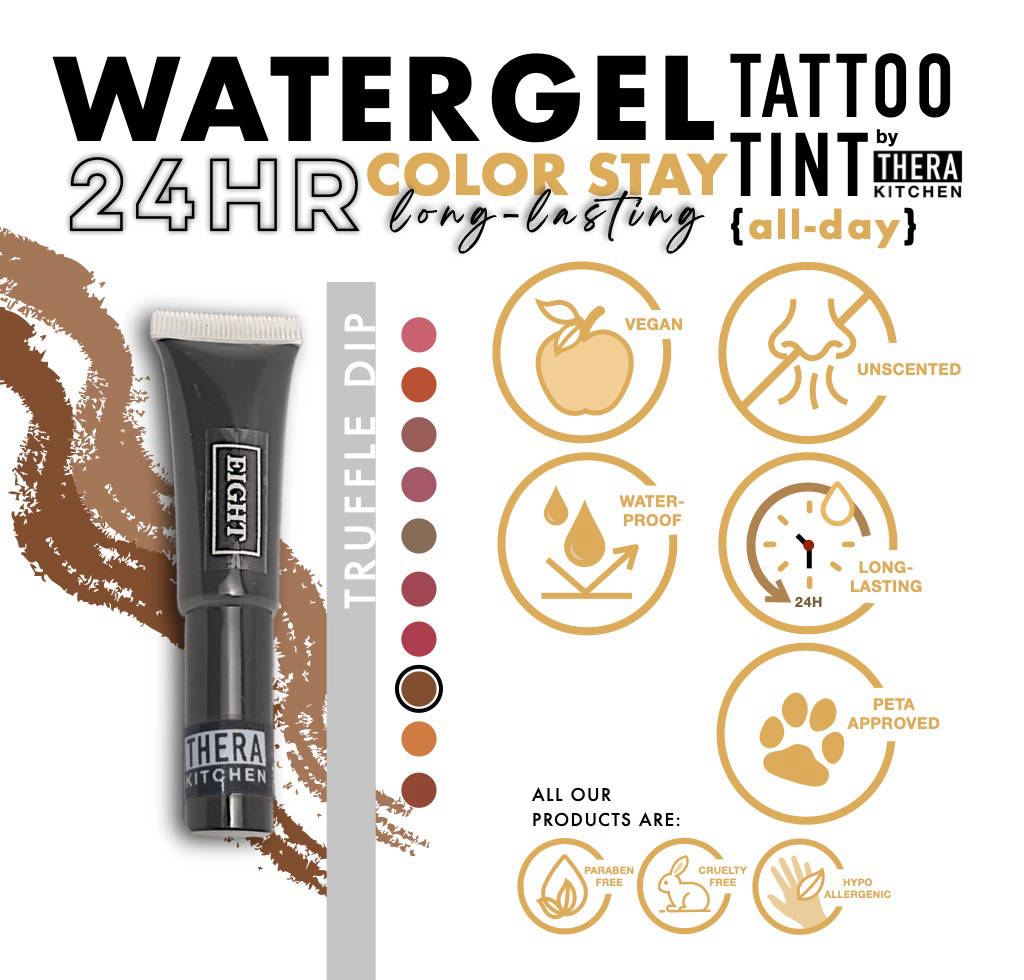 WATERGEL
TATTOO
TINT
by
THERA
KITCHEN
24HR
COLOR STAY
long-lasting
{all-day}
TRUFFLE DIP
EIGHT
THERA
KITCHEN
VEGAN
UNSCENTED
WATER-
PROOF
LONG-
LASTING
24H
PETA
APPROVED
ALL OUR
PRODUCTS ARE:
PARABEN
FREE
CRUELTY
FREE
HYPO
ALLERGENIC